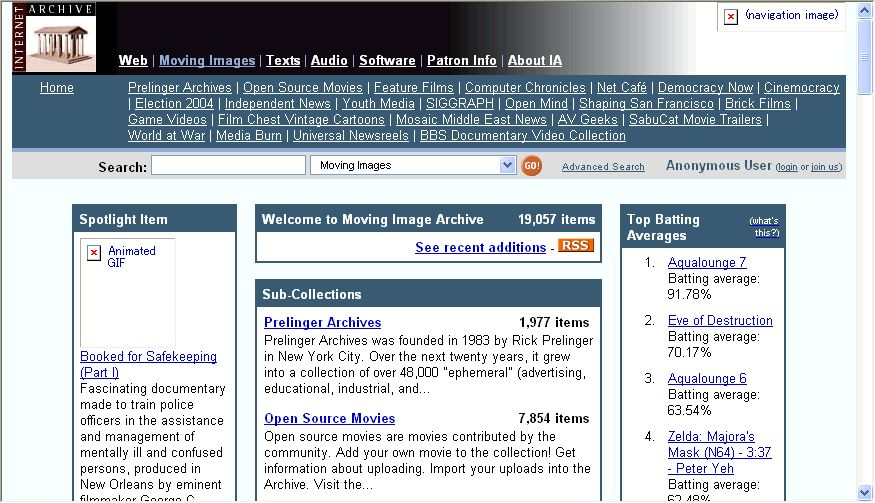 INTERNET
ARCHIVE
(navigation image)
Web | Moving Images | Texts | Audio | Software | Patron Info | About IA
Home
Prelinger Archives | Open Source Movies | Feature Films | Computer Chronicles | Net Café | Democracy Now | Cinemocracy
| Election 2004 | Independent News | Youth Media | SIGGRAPH | Open Mind | Shaping San Francisco | Brick Films |
Game Videos | Film Chest Vintage Cartoons | Mosaic Middle East News | AV Geeks | SabuCat Movie Trailers |
World at War | Media Burn | Universal Newsreels | BBS Documentary Video Collection
Search: Moving Images GO! Advanced Search Anonymous User (login or join us)
Spotlight Item
Animated
GIF
Booked for Safekeeping
(Part I)
Fascinating documentary
made to train police
officers in the assistance
and management of
mentally ill and confused
persons, produced in
New Orleans by eminent
filmmaker George C.
Welcome to Moving Image Archive 19,057 items
See recent additions - RSS
Sub-Collections
Prelinger Archives 1,977 items
Prelinger Archives was founded in 1983 by Rick Prelinger
in New York City. Over the next twenty years, it grew
into a collection of over 48,000 "ephemeral" (advertising,
educational, industrial, and...
Open Source Movies 7,854 items
Open source movies are movies contributed by the
community. Add your own movie to the collection! Get
information about uploading. Import your uploads into the
Archive. Visit the...
Top Batting
Averages
(what's
this?)
1. Aqualounge 7
Batting average:
91.78%
2. Eve of Destruction
Batting average:
70.17%
3. Aqualounge 6
Batting average:
63.54%
4. Zelda: Majora's
Mask (N64) - 3:37
- Peter Yeh
Batting average:
62.48%